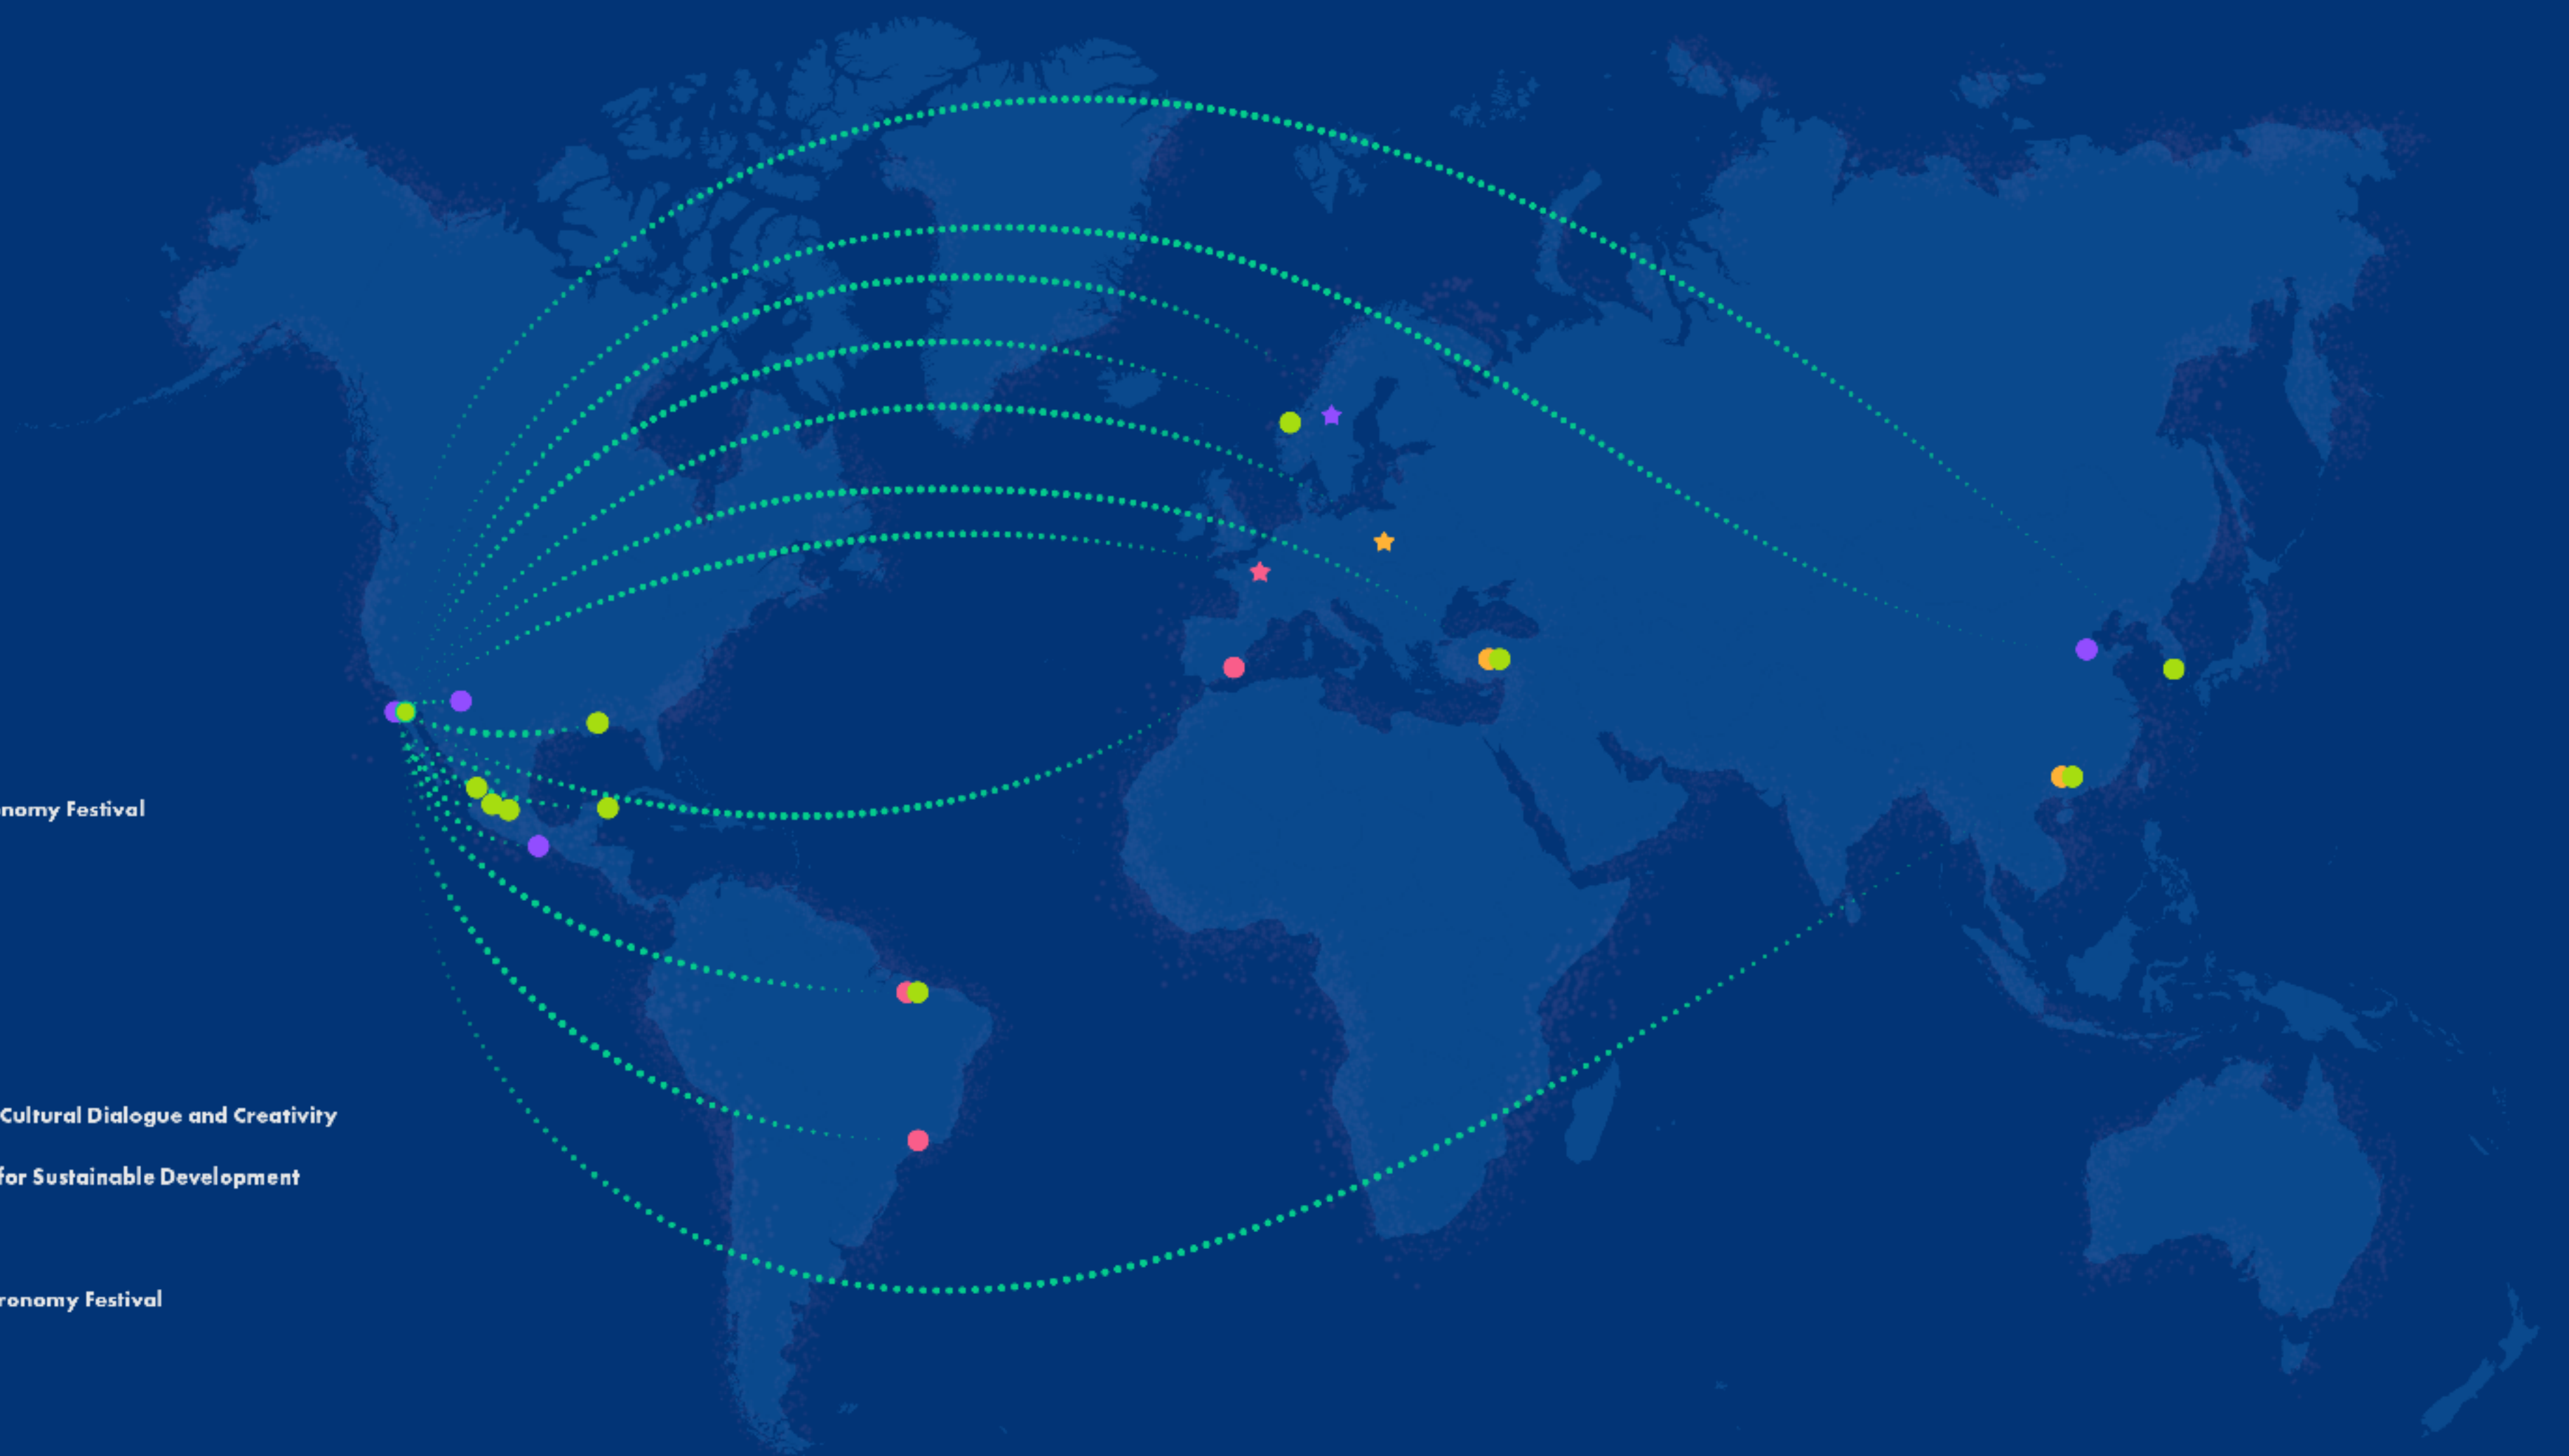 nomy Festival
Cultural Dialogue and Creativity
for Sustainable Development
ronomy Festival